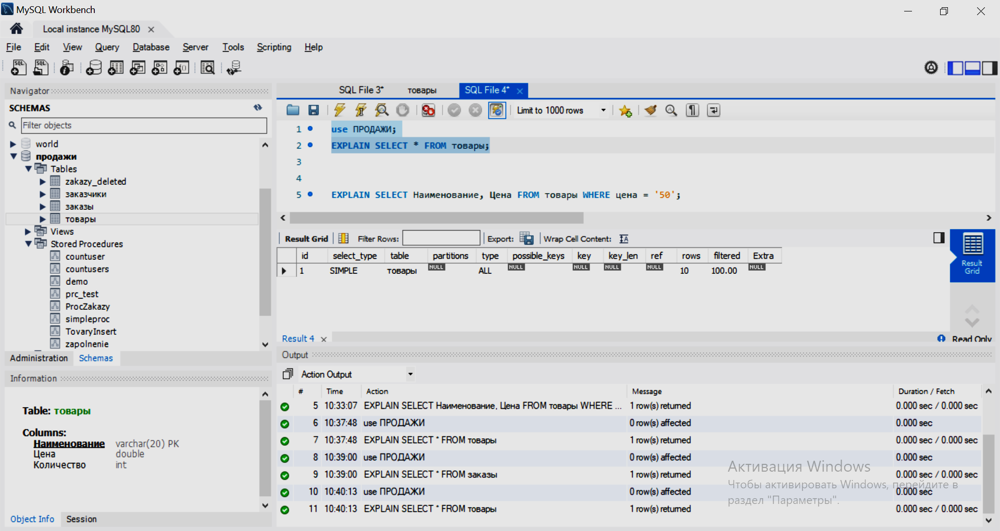 MySQL Workbench
Local instance MySQL80
File Edit View Query Database Server Tools Scripting Help
Navigator
SCHEMAS
Filter objects
world
продажи
Tables
zakazy_deleted
заказчики
заказы
товары
Views
Stored Procedures
countuser
countusers
demo
prc_test
ProcZakazy
simpleproc
TovaryInsert
zapolnenie
Administration Schemas
Information
Table: товары
Columns:
Наименование varchar(20) PK
Цена double
Количество int
Object Info Session
SQL File 3* товары SQL File 4*
Limit to 1000 rows
1 use ПРОДАЖИ;
2 EXPLAIN SELECT * FROM товары;
3
4
5 EXPLAIN SELECT Наименование, Цена FROM товары WHERE цена = '50';
Result Grid Filter Rows: Export: Wrap Cell Content:
id select_type table partitions type possible_keys key key_len ref rows filtered Extra
1 SIMPLE товары NULL ALL NULL NULL NULL NULL 10 100.00 NULL
Result Grid
Result 4
Read Only
Output
Action Output
# Time Action Message Duration / Fetch
5 10:33:07 EXPLAIN SELECT Наименование, Цена FROM товары WHERE ... 1 row(s) returned 0.000 sec / 0.000 sec
6 10:37:48 use ПРОДАЖИ 0 row(s) affected 0.000 sec
7 10:37:48 EXPLAIN SELECT * FROM товары 1 row(s) returned 0.000 sec / 0.000 sec
8 10:39:00 use ПРОДАЖИ 0 row(s) affected 0.000 sec
9 10:39:00 EXPLAIN SELECT * FROM заказы 1 row(s) returned 0.000 sec / 0.000 sec
10 10:40:13 use ПРОДАЖИ 0 row(s) affected 0.000 sec
11 10:40:13 EXPLAIN SELECT * FROM товары 1 row(s) returned 0.000 sec / 0.000 sec
Активация Windows
Чтобы активировать Windows, перейдите в
раздел "Параметры".